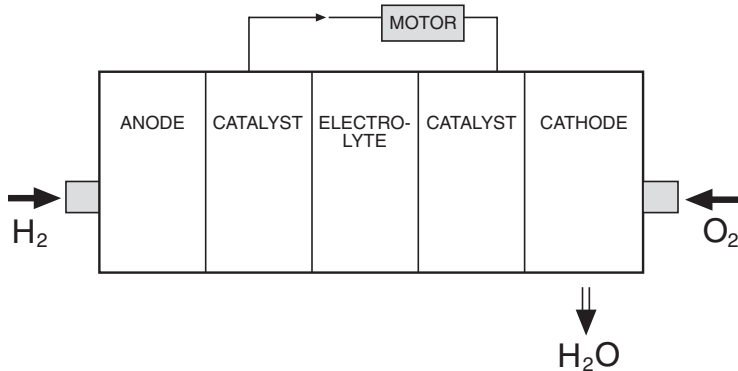 MOTOR
ANODE
CATALYST
ELECTRO-
LYTE
CATALYST
CATHODE
H₂
O₂
H₂O